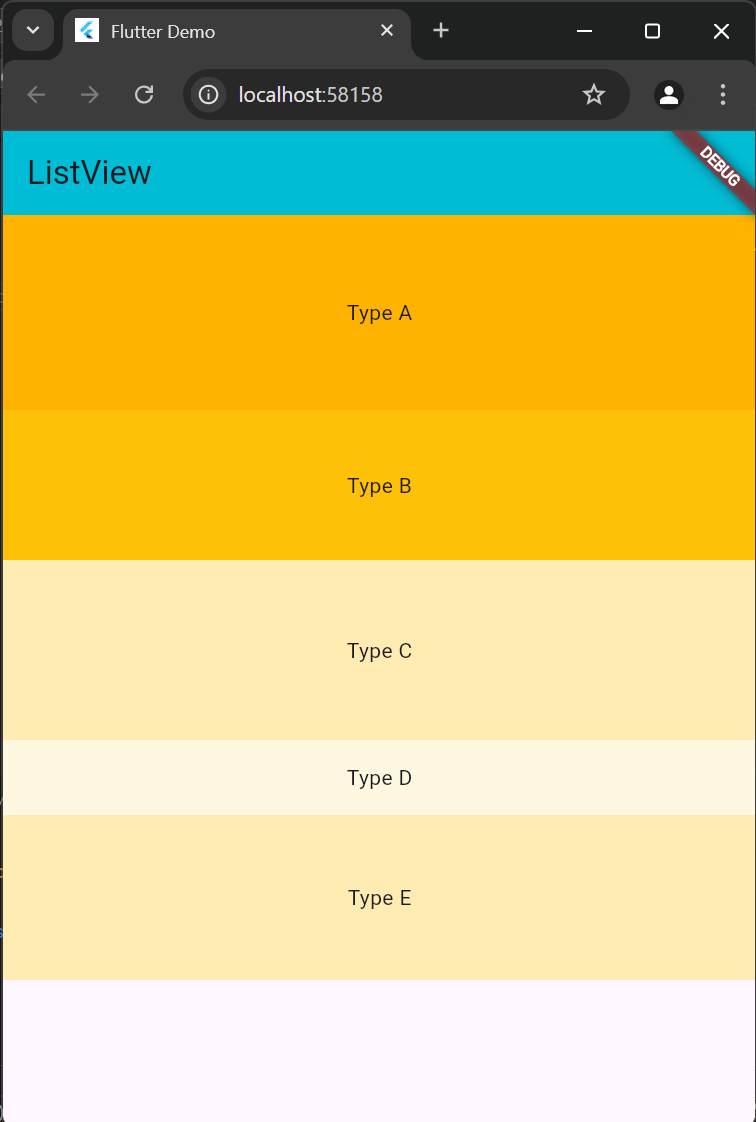 Flutter Demo
localhost:58158
ListView
DEBUG
Type A
Type B
Type C
Type D
Type E